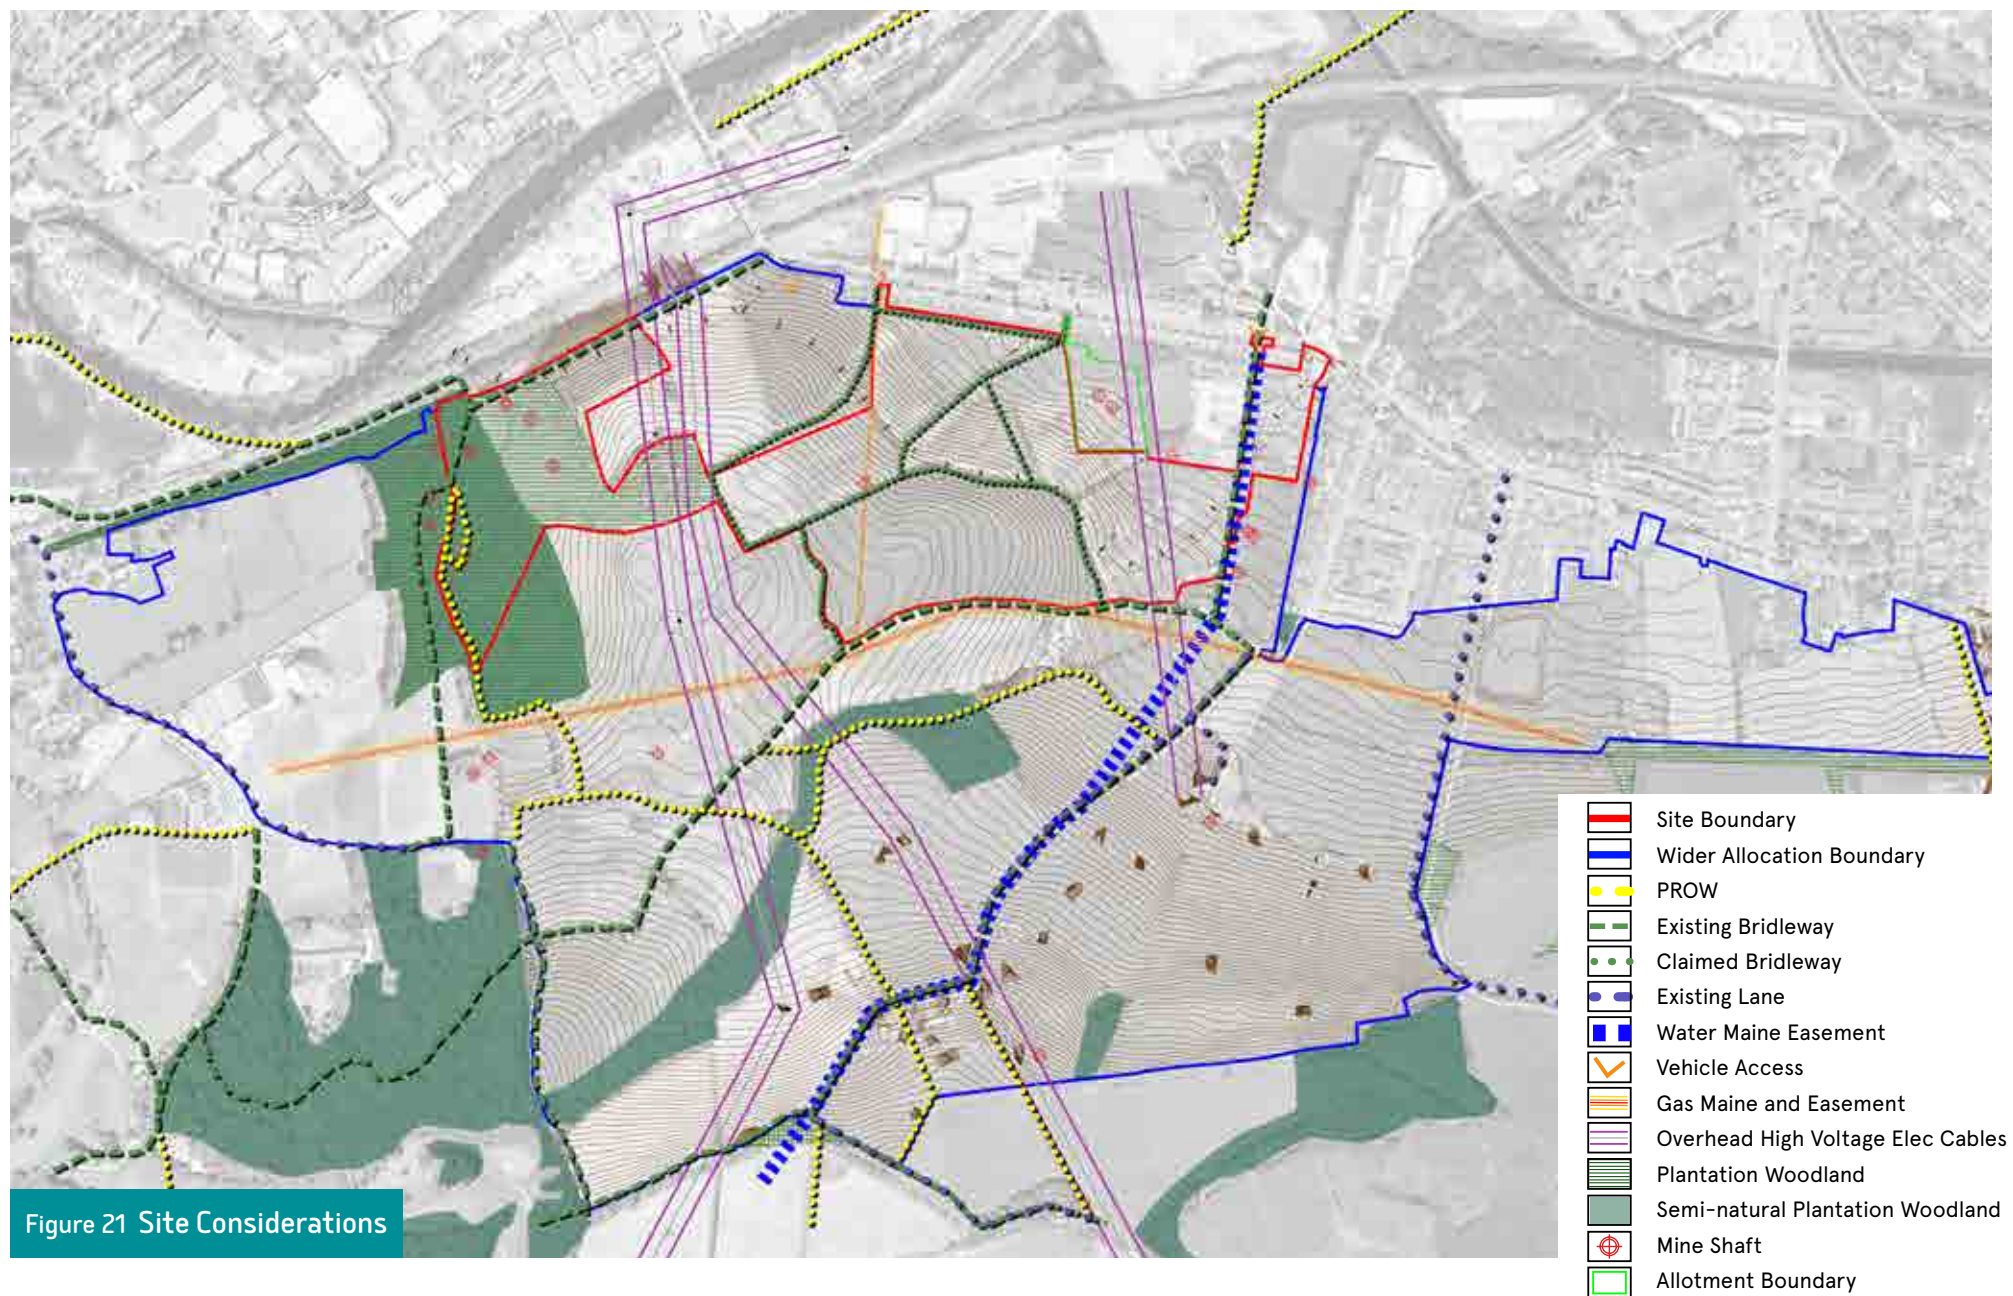 Site Boundary
Wider Allocation Boundary
PROW
Existing Bridleway
Claimed Bridleway
Existing Lane
Water Maine Easement
Vehicle Access
Gas Maine and Easement
Overhead High Voltage Elec Cables
Plantation Woodland
Semi-natural Plantation Woodland
Mine Shaft
Allotment Boundary
Figure 21 Site Considerations